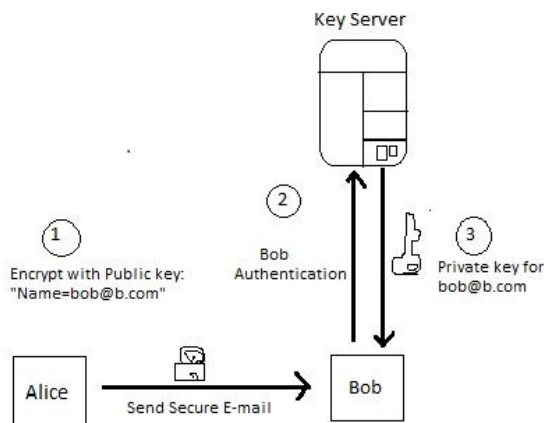 Key Server
1
2
3
Encrypt with Public key:
"Name=bob@b.com"
Bob
Authentication
Private key for
bob@b.com
Alice
Send Secure E-mail
Bob